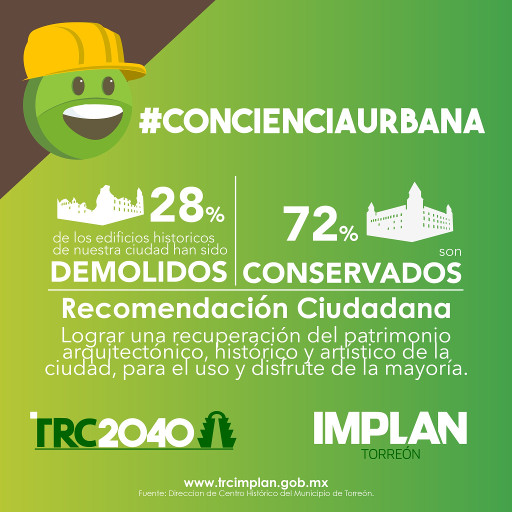 #CONCIENCIAURBANA
28%
de los edificios historicos
de nuestra ciudad han sido
DEMOLIDOS
72%
son
CONSERVADOS
Recomendación Ciudadana
Lograr una recuperación del patrimonio
arquitectónico, histórico y artístico de la
ciudad, para el uso y disfrute de la mayoría.
TRC2040
IMPLAN
TORREÓN
www.trcimplan.gob.mx
Fuente: Direccion de Centro Histórico del Municipio de Torreón.